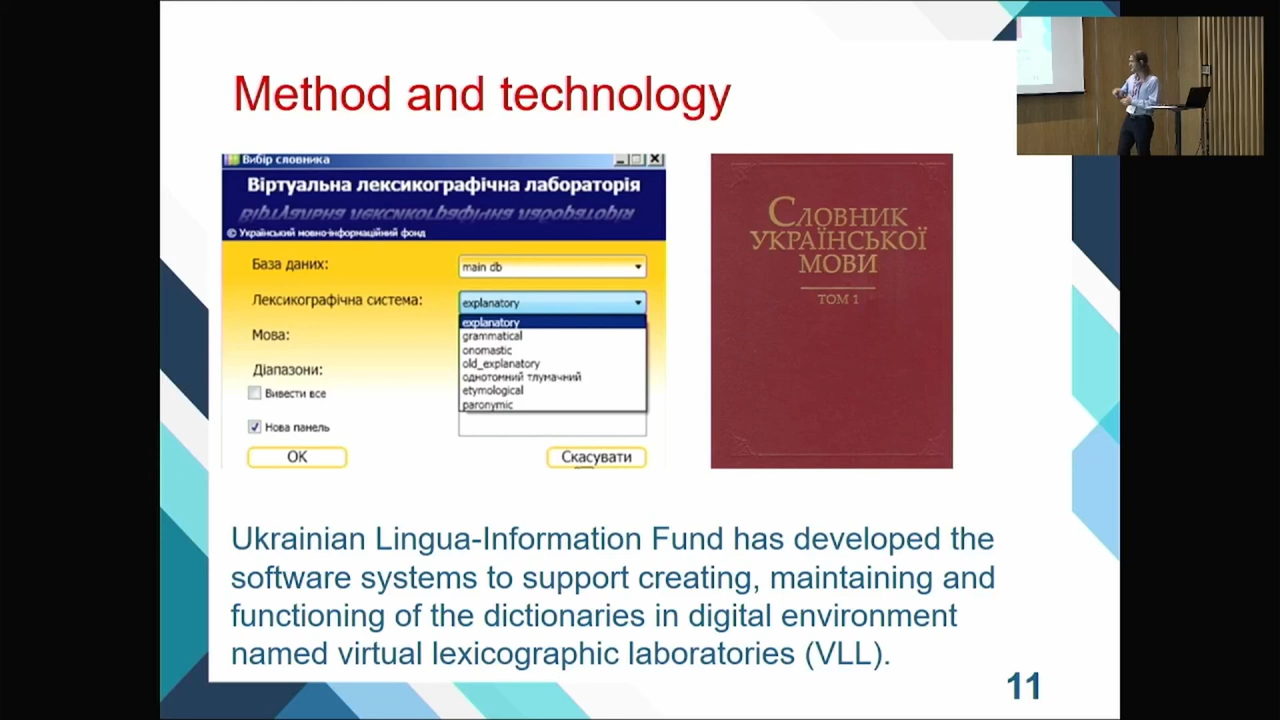 Method and technology
Вибір словника
Віртуальна лексикографічна лабораторія
© Український мовно-інформаційний фонд
База даних:
main db
Лексикографічна система:
explanatory
explanatory
grammatical
Мова:
onomastic
old_explanatory
Діапазони:
однотомний тлумачний
Вивести все
etymological
paronymic
Нова панель
ОК
Скасувати
СЛОВНИК
УКРАЇНСЬКОЇ
МОВИ
ТОМ 1
Ukrainian Lingua-Information Fund has developed the
software systems to support creating, maintaining and
functioning of the dictionaries in digital environment
named virtual lexicographic laboratories (VLL).
11